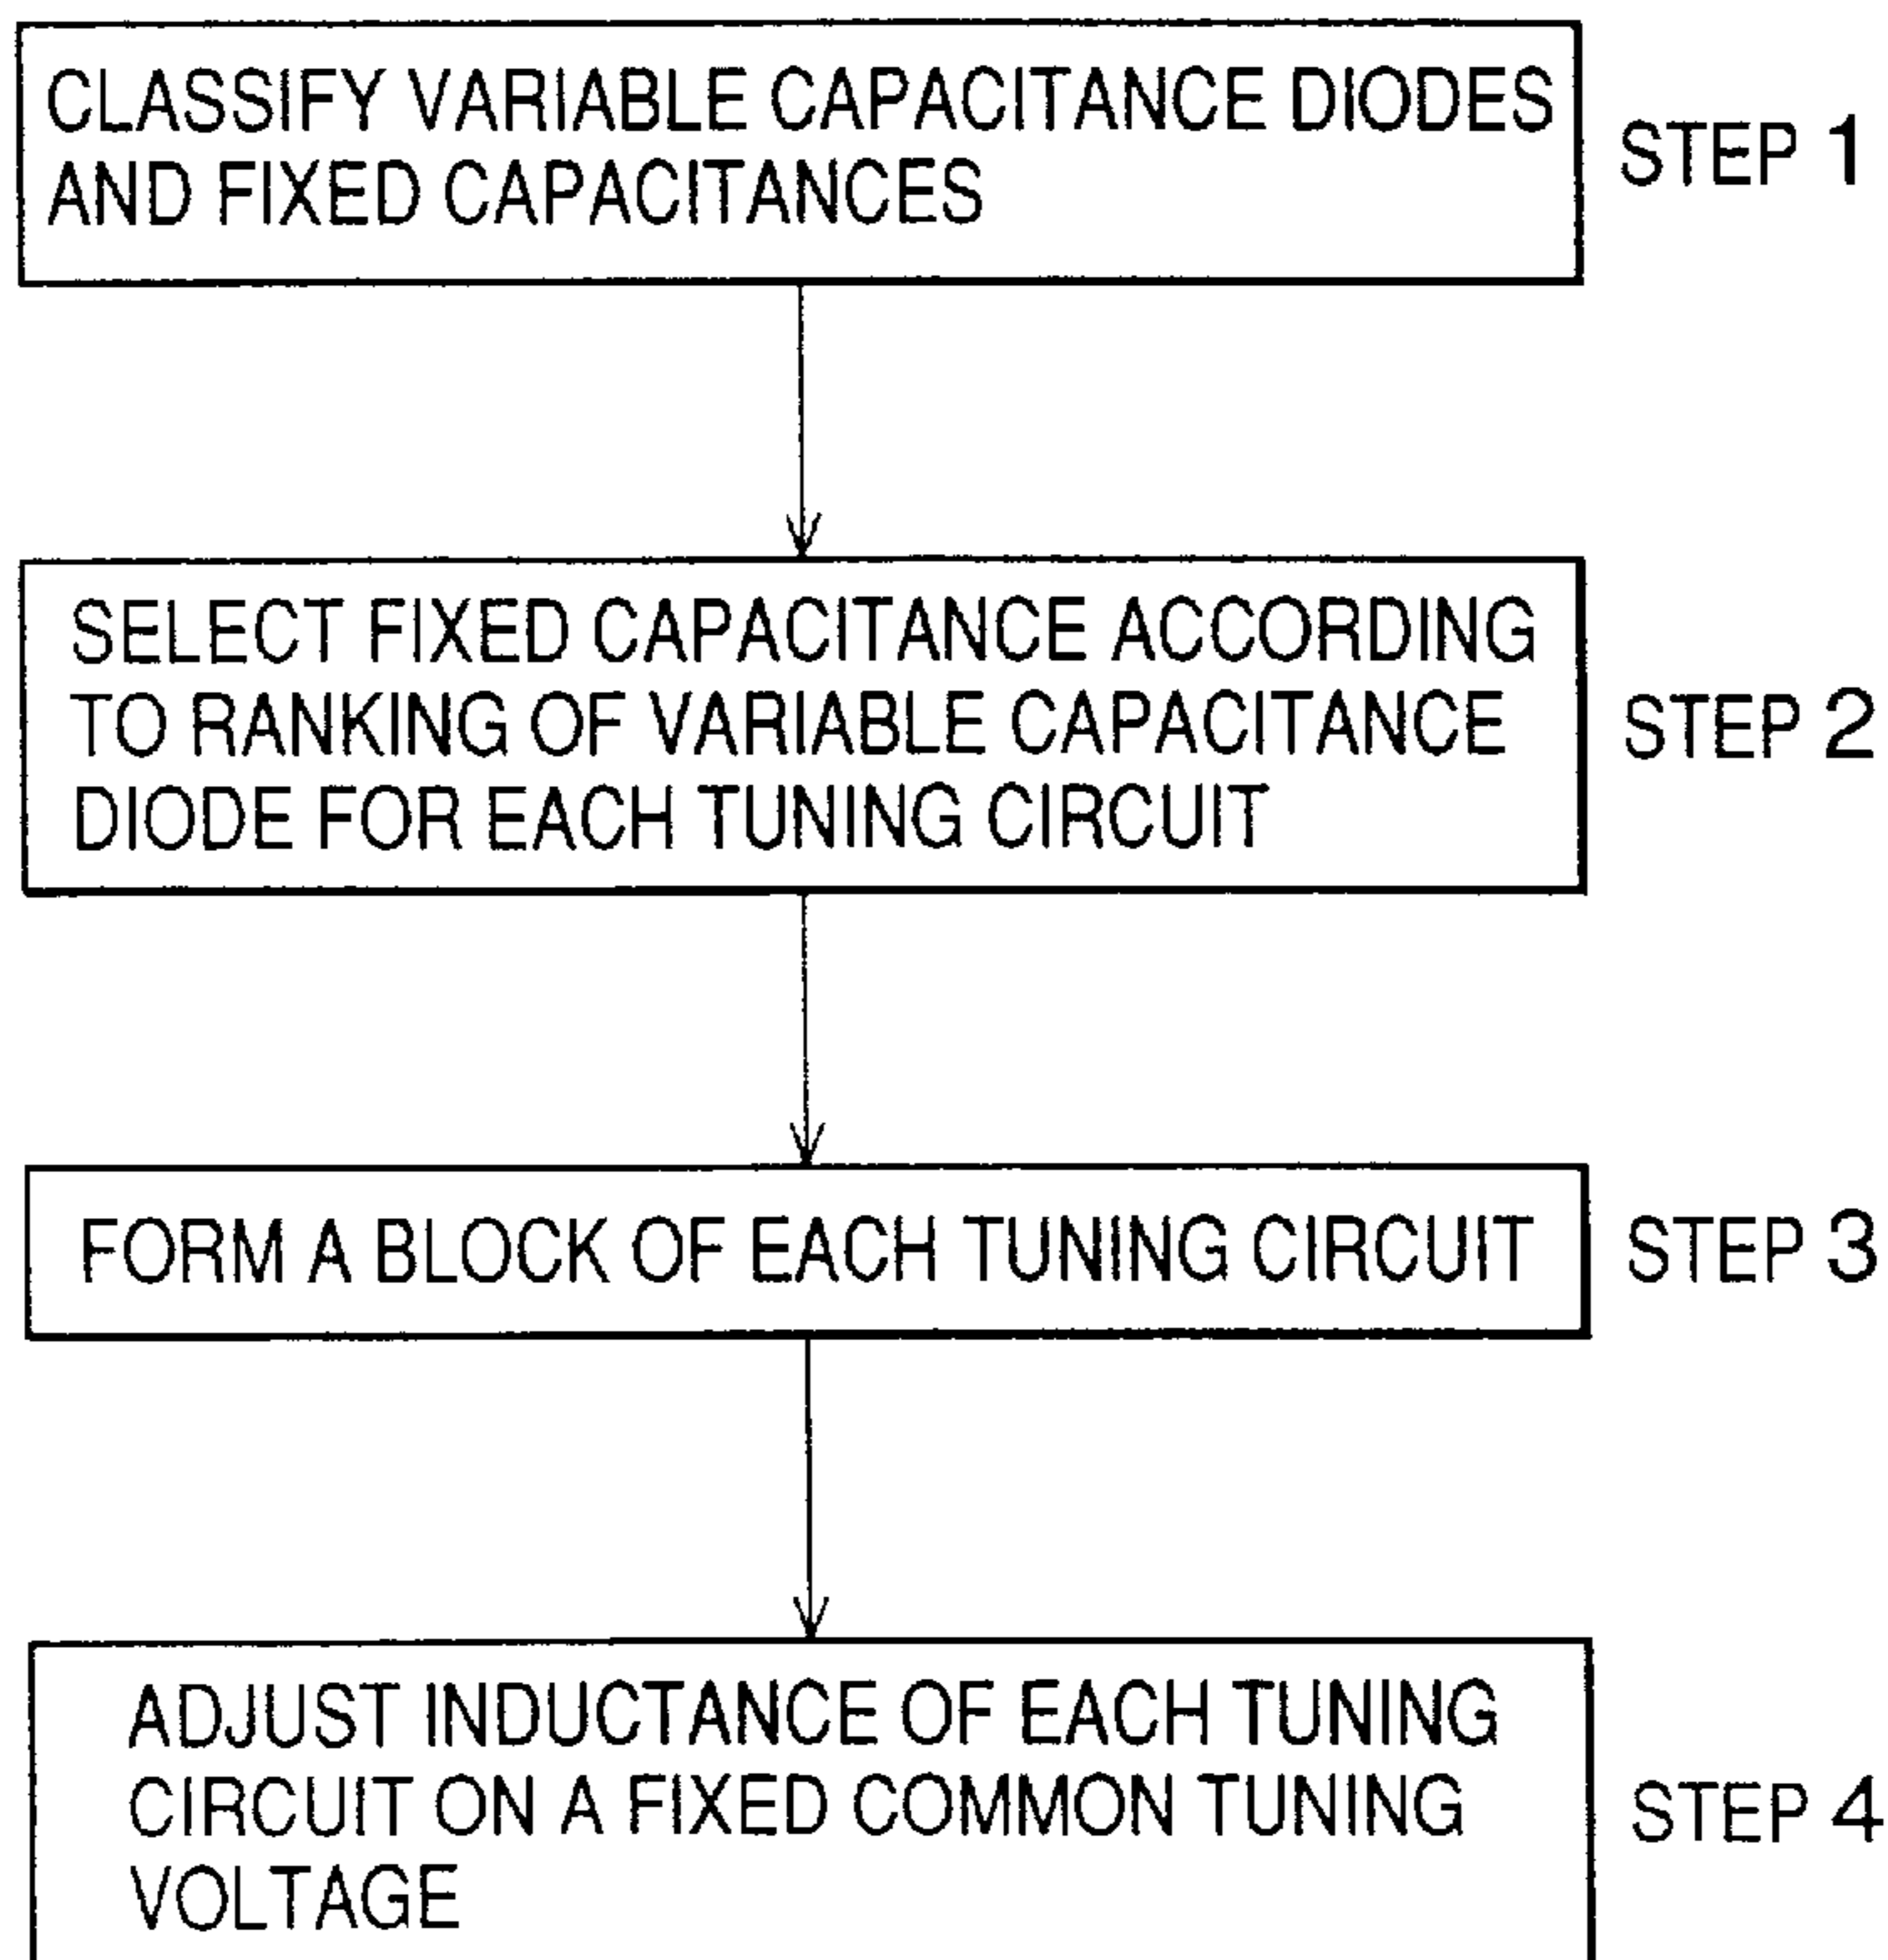 CLASSIFY VARIABLE CAPACITANCE DIODES
AND FIXED CAPACITANCES
STEP 1
SELECT FIXED CAPACITANCE ACCORDING
TO RANKING OF VARIABLE CAPACITANCE
DIODE FOR EACH TUNING CIRCUIT
STEP 2
FORM A BLOCK OF EACH TUNING CIRCUIT
STEP 3
ADJUST INDUCTANCE OF EACH TUNING
CIRCUIT ON A FIXED COMMON TUNING
VOLTAGE
STEP 4